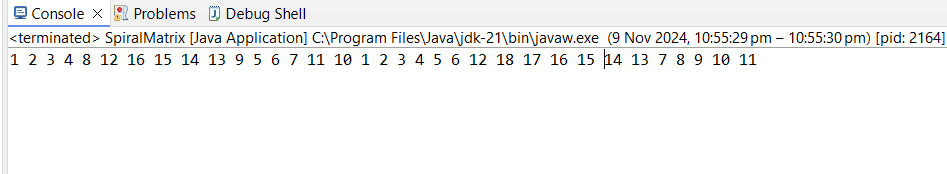 Console Problems Debug Shell
<terminated> SpiralMatrix [Java Application] C:\Program Files\Java\jdk-21\bin\javaw.exe (9 Nov 2024, 10:55:29 pm – 10:55:30 pm) [pid: 2164]
1 2 3 4 8 12 16 15 14 13 9 5 6 7 11 10 1 2 3 4 5 6 12 18 17 16 15 14 13 7 8 9 10 11